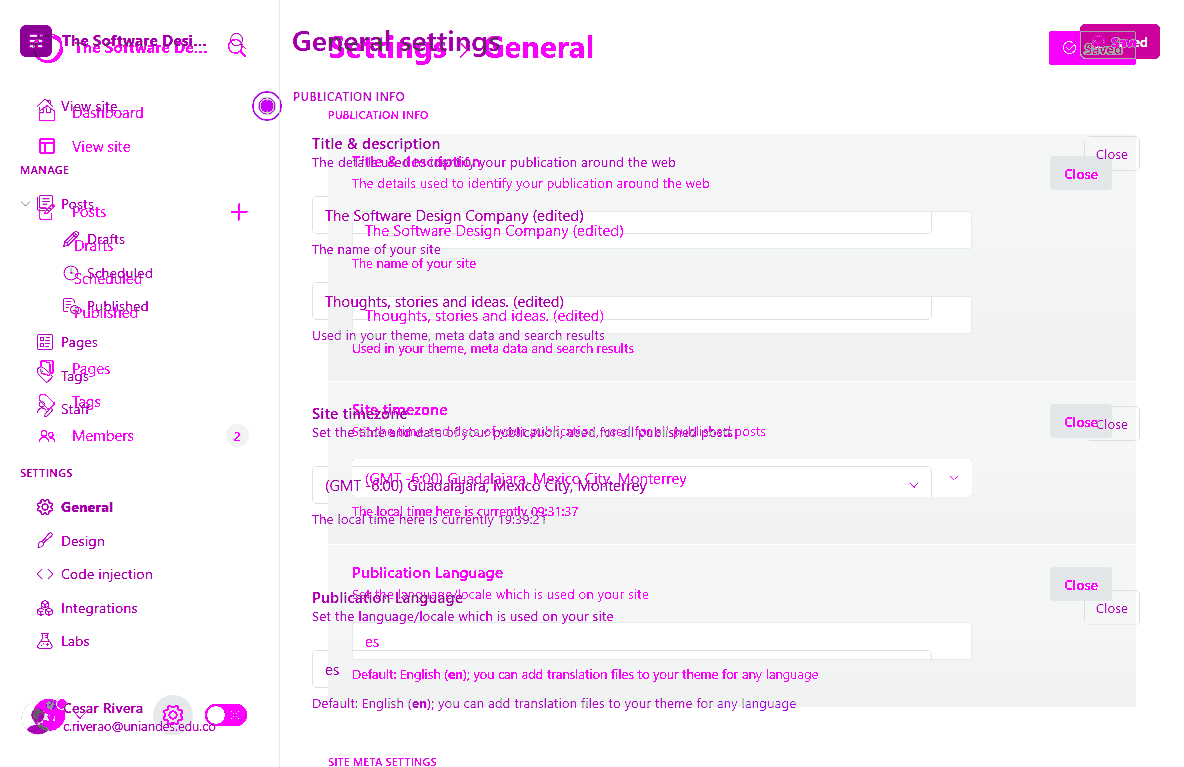 The Software Desi...
The Software De...
View site
Dashboard
View site
MANAGE
Posts
Posts
Drafts
Drafts
Scheduled
Scheduled
Published
Published
Pages
Pages
Tags
Tags
Staff
Members
2
SETTINGS
General
Design
Code injection
Integrations
Labs
Cesar Rivera
c.riverao@uniandes.edu.co
General settings
Settings
General
Saved
Saved
PUBLICATION INFO
PUBLICATION INFO
Title & description
The details used to identify your publication around the web
Close
Title & description
The details used to identify your publication around the web
Close
The Software Design Company (edited)
The Software Design Company (edited)
The name of your site
The name of your site
Thoughts, stories and ideas. (edited)
Thoughts, stories and ideas. (edited)
Used in your theme, meta data and search results
Used in your theme, meta data and search results
Site timezone
Site timezone
Set the time and date of your publication, used for all published posts
Set the time and date of your publication, used for all published posts
Close
Close
(GMT -6:00) Guadalajara, Mexico City, Monterrey
(GMT -6:00) Guadalajara, Mexico City, Monterrey
The local time here is currently 09:31:37
The local time here is currently 19:39:21
Publication Language
Set the language/locale which is used on your site
Close
Publication Language
Set the language/locale which is used on your site
Close
es
es
Default: English (en); you can add translation files to your theme for any language
Default: English (en); you can add translation files to your theme for any language
SITE META SETTINGS